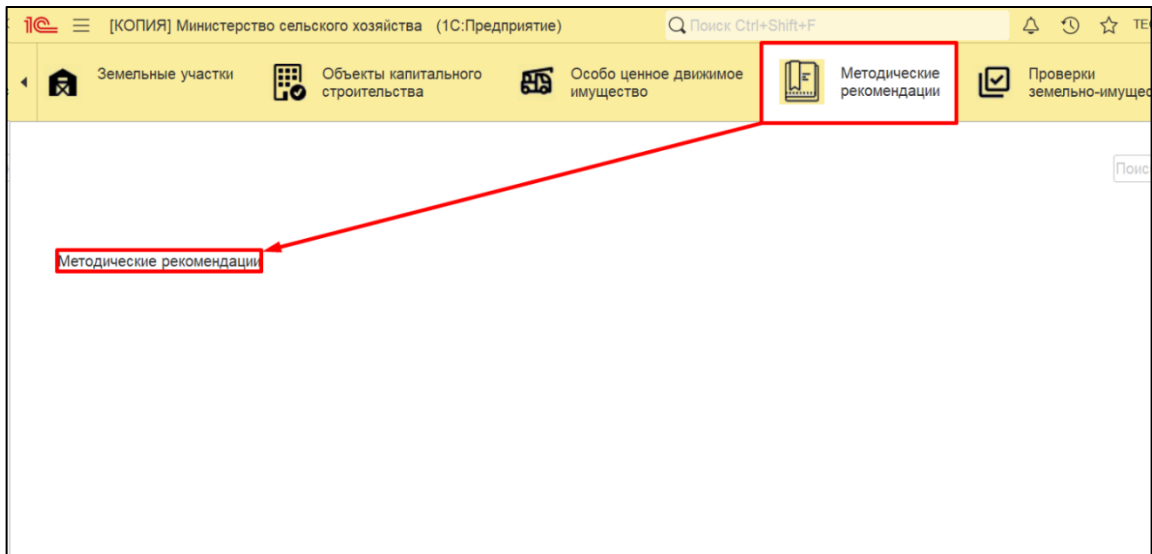 1С [КОПИЯ] Министерство сельского хозяйства (1С:Предприятие) Поиск Ctrl+Shift+F
Земельные участки
Объекты капитального
строительства
Особо ценное движимое
имущество
Методические
рекомендации
Проверки
Методические рекомендации